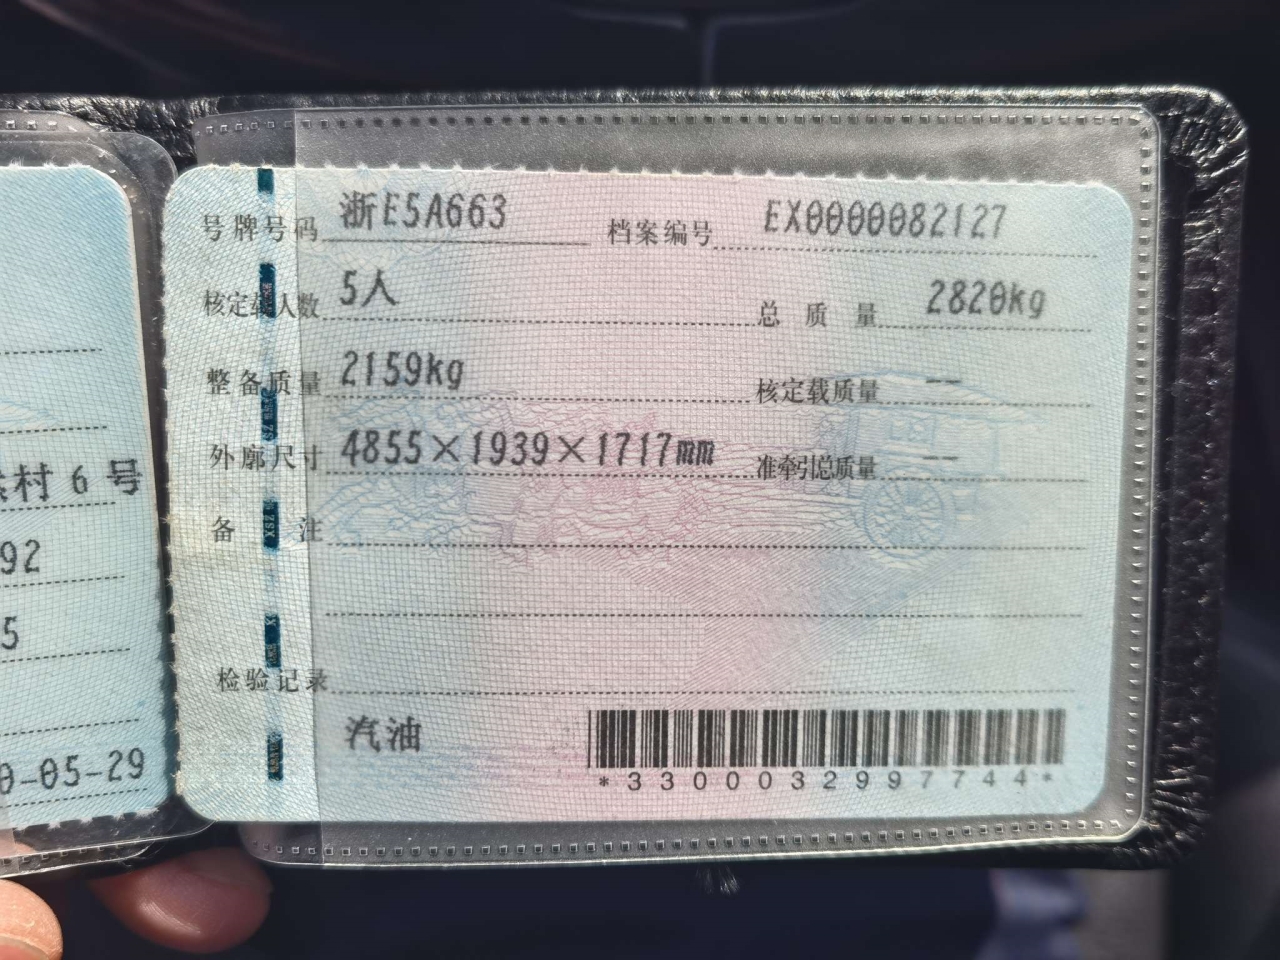 村6号
92
5
0-05-29
号牌号码 浙E5A663 档案编号 EX0000082127
核定载人数 5人 总质量 2820kg
整备质量 2159kg 核定载质量 --
外廓尺寸 4855×1939×1717mm 准牵引总质量 --
备注
检验记录
汽油
*3300032997744*